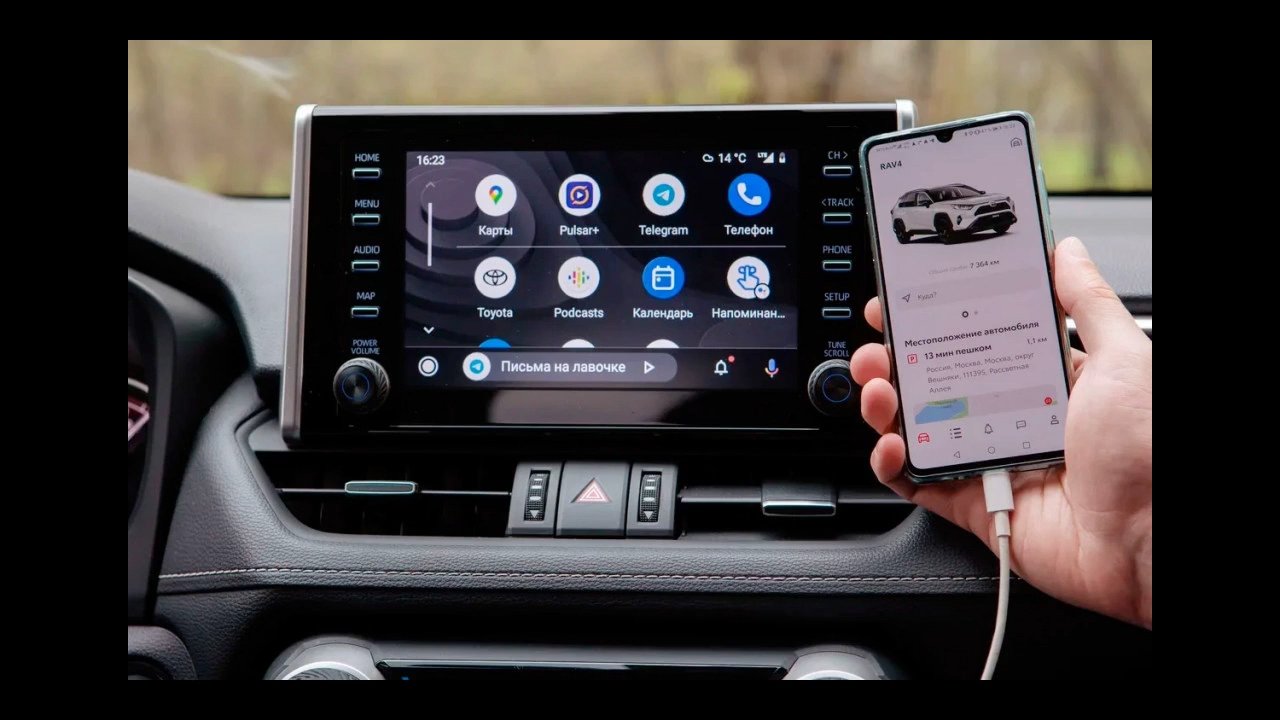 HOME
MENU
AUDIO
MAP
POWER
VOLUME
16:23
14 °C
LTE
Карты
Pulsar+
Telegram
Телефон
Toyota
Podcasts
Календарь
Напоминан...
Письма на лавочке
CH >
< TRACK
PHONE
SETUP
TUNE
SCROLL
RAV4
7 364 км
Куда?
Местоположение автомобиля
P
13 мин пешком
1,1 км
Россия, Москва, Москва, округ
Вешняки, 111395, Рассветная
Аллея